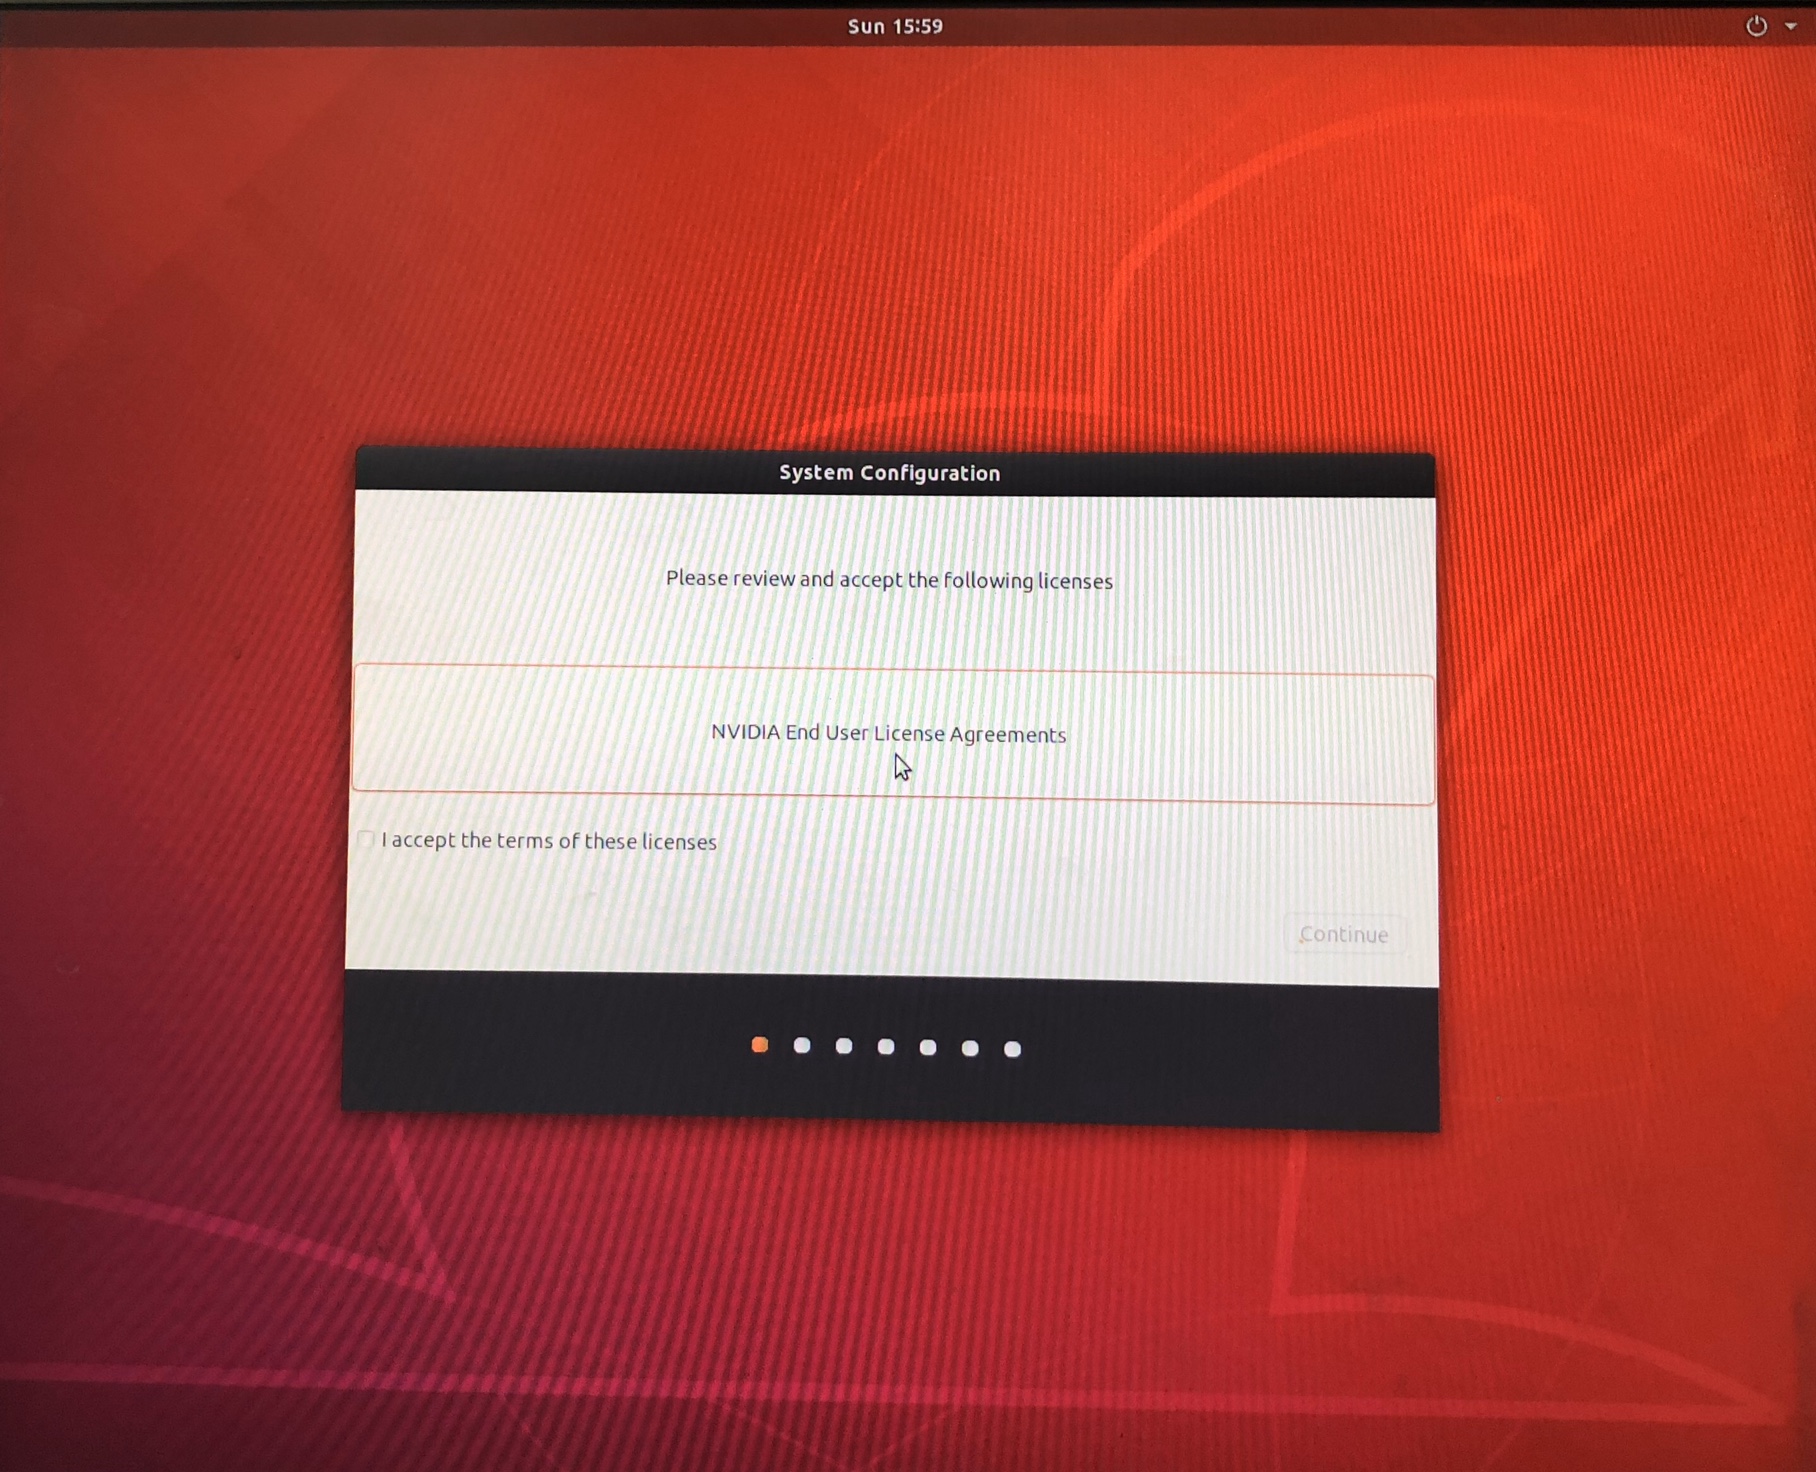 Sun 15:59
System Configuration
Please review and accept the following licenses
NVIDIA End User License Agreements
I accept the terms of these licenses
Continue